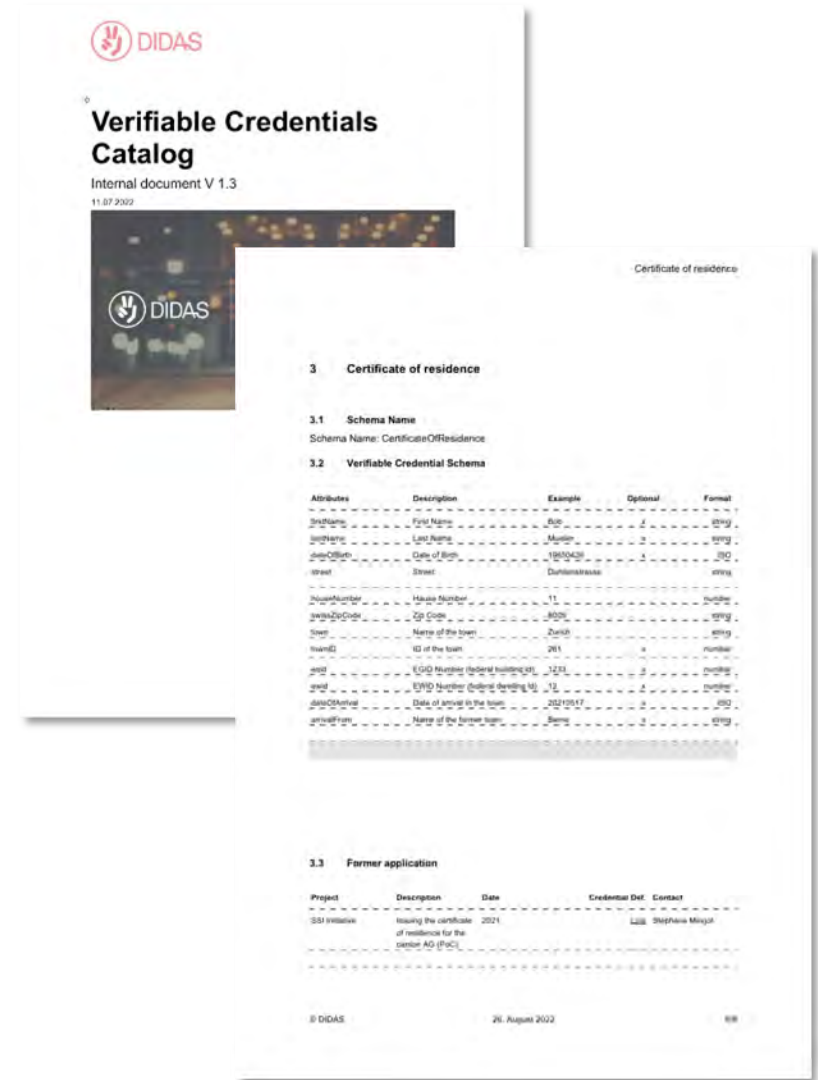 DIDAS
Verifiable Credentials
Catalog
Internal document V 1.3
11.07.2022
DIDAS
Certificate of residence
3 Certificate of residence
3.1 Schema Name
Schema Name: CertificateOfResidence
3.2 Verifiable Credential Schema
Attributes Description Example Optional Format
firstName First Name Bob x string
lastName Last Name x string
dateOfBirth Date of Birth x ISO
street Street string
houseNumber House Number 11 number
swissZipCode Zip Code string
town Name of the town Zurich string
townID ID of the town 261 x number
EGID Number (federal building id) 1233 x number
ewid EWID Number (federal dwelling id) 12 x number
dateOfArrival Date of arrival in the town 20210517 x ISO
arrivalFrom Name of the former town Berne x string
3.3 Former application
Project Description Date Credential Def. Contact
SSI Initiative Issuing the certificate 2021 Link Stephane Mingot
of residence for the
canton AG (PoC)
© DIDAS 26. August 2022